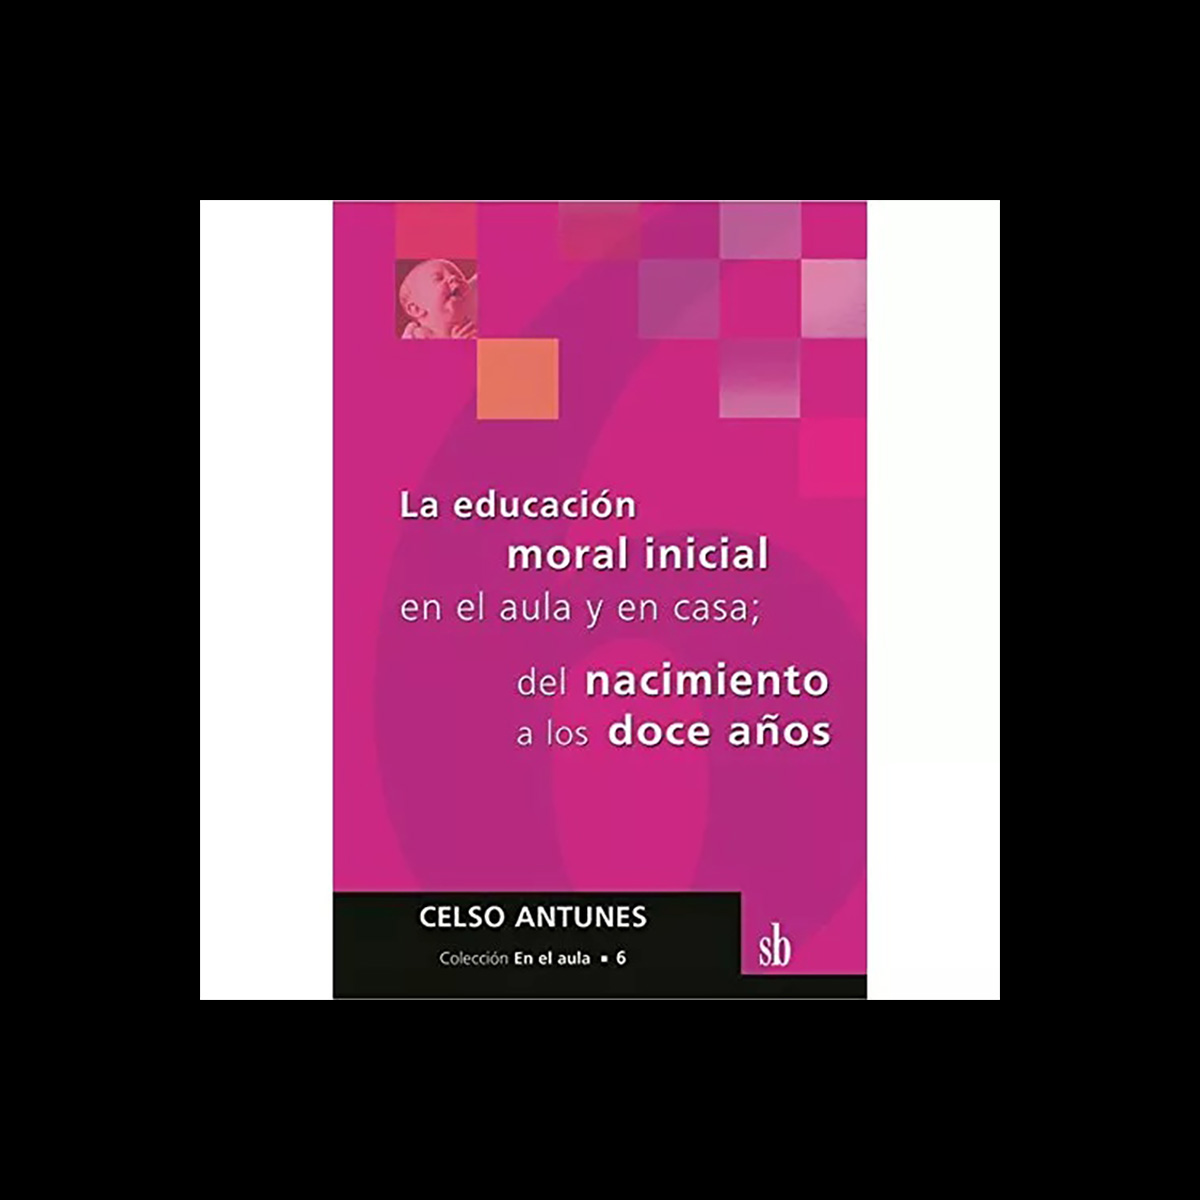 La educación
moral inicial
en el aula y en casa;
del nacimiento
a los doce años
CELSO ANTUNES
Colección En el aula ▪ 6
sb